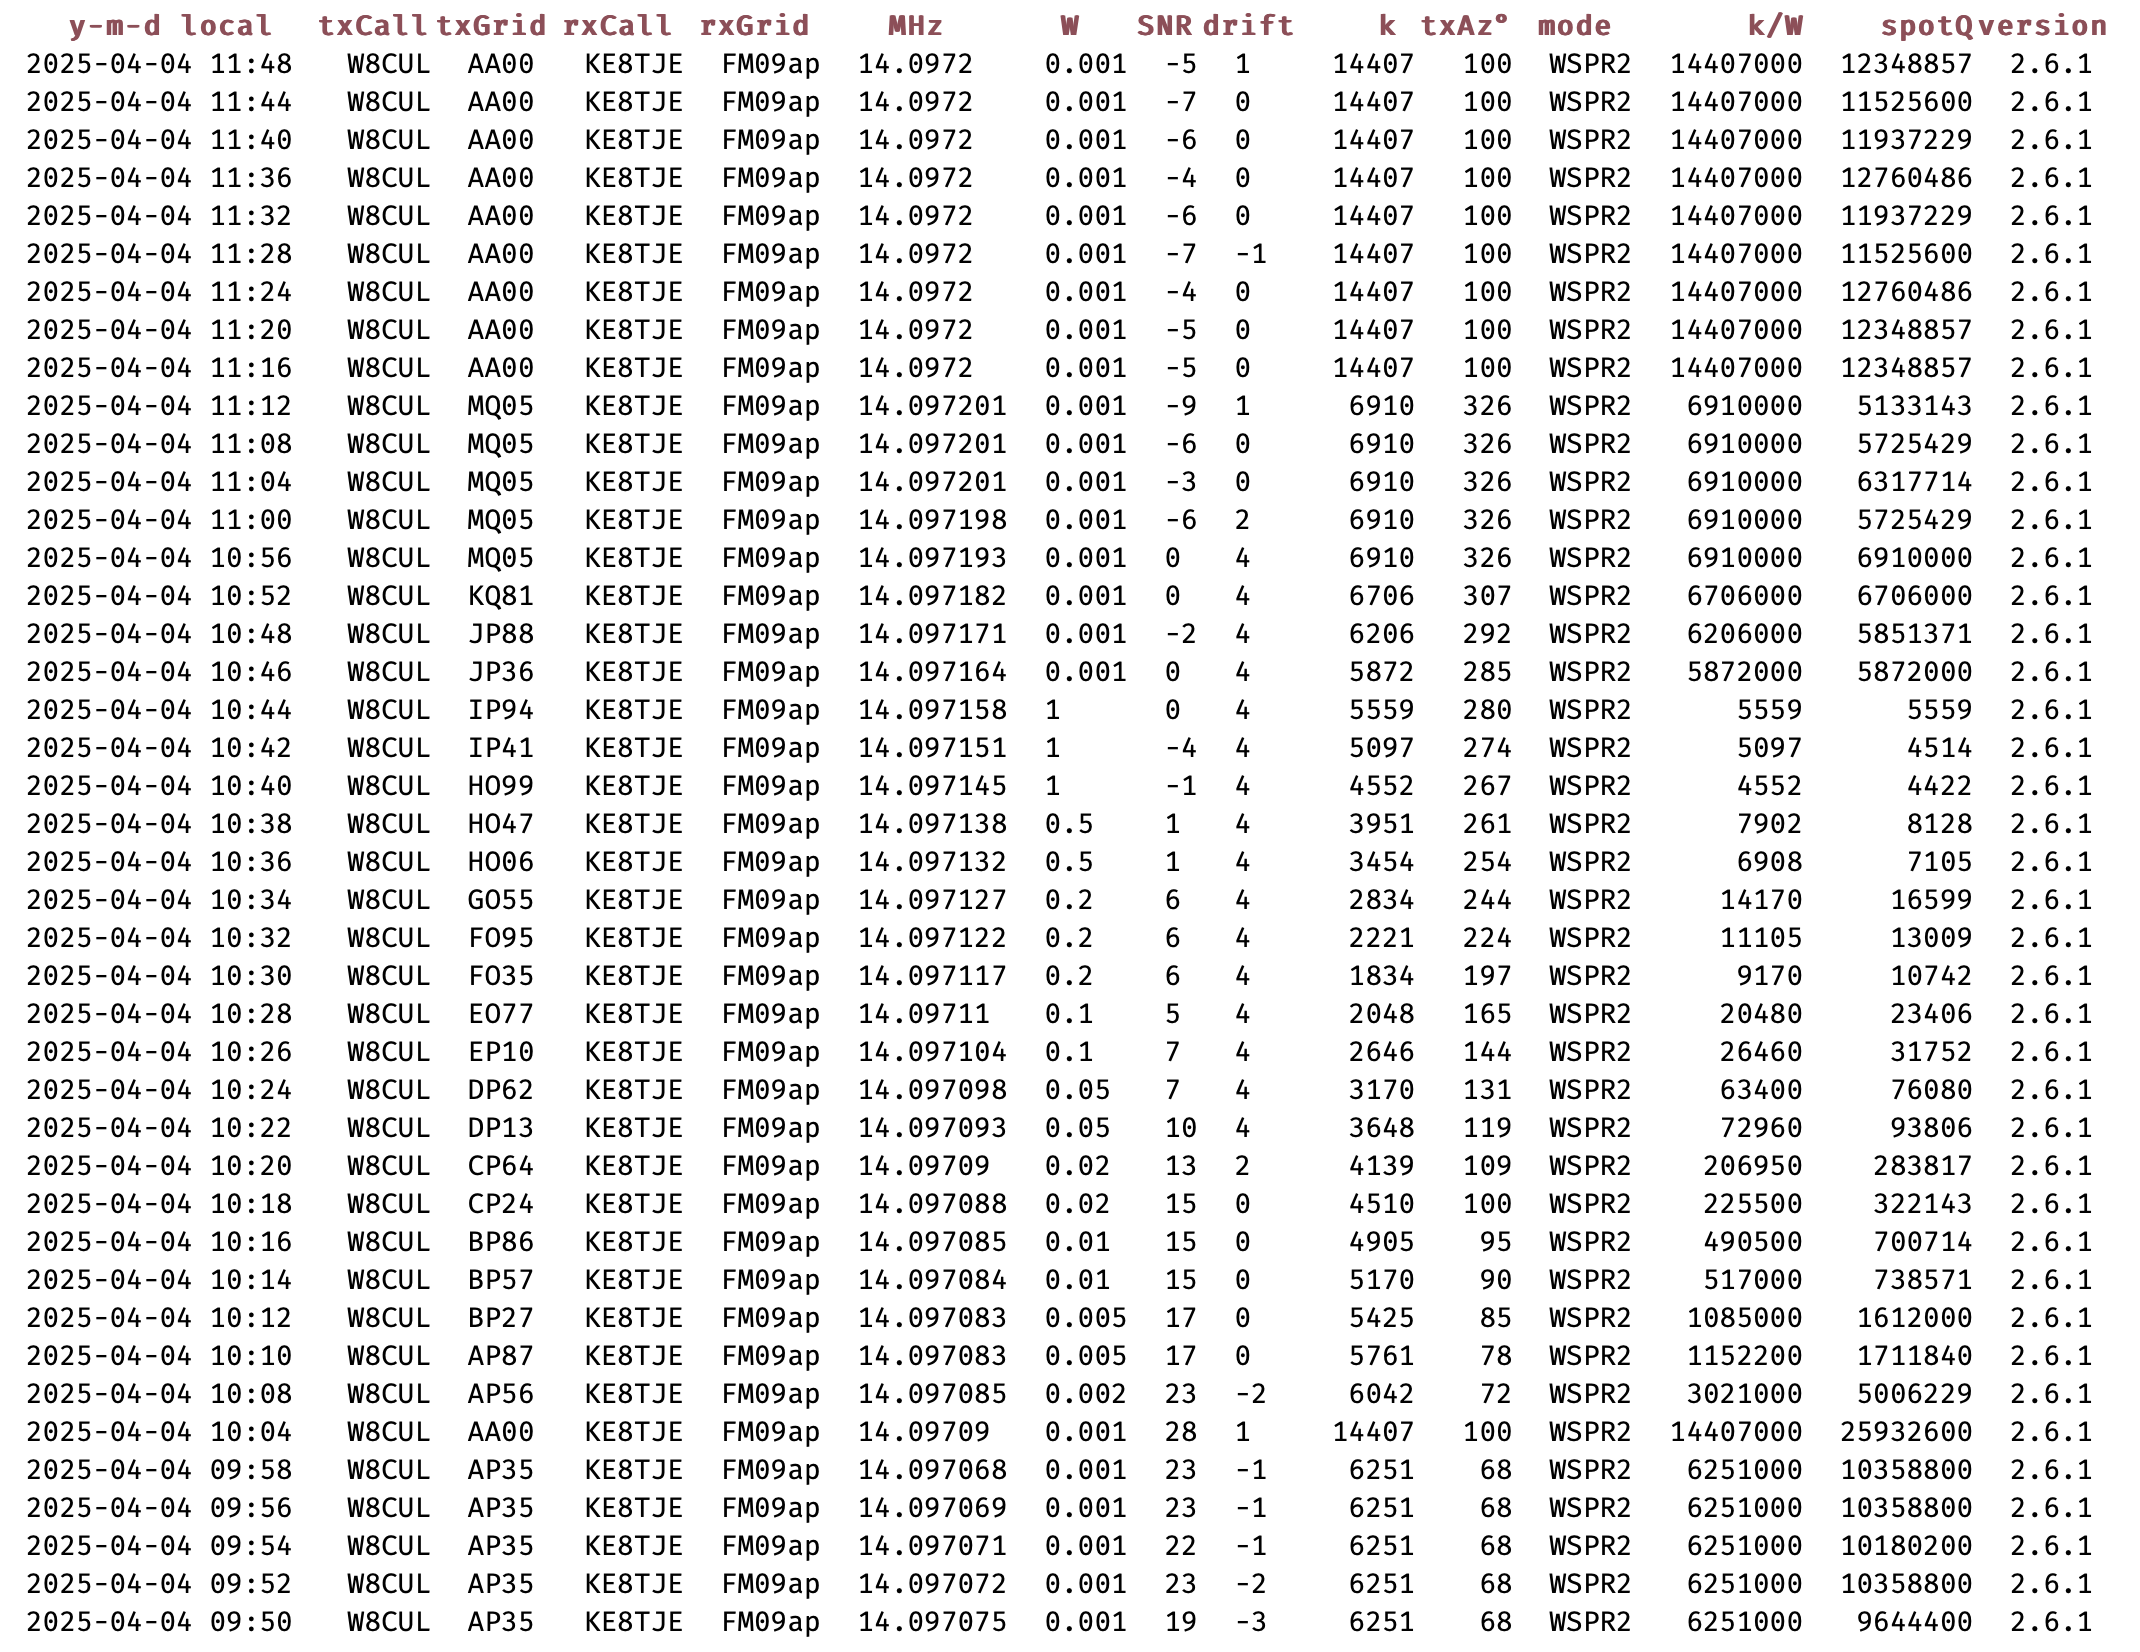 y-m-d local txCall txGrid rxCall rxGrid MHz W SNR drift k txAz° mode k/W spotQ version
2025-04-04 11:48 W8CUL AA00 KE8TJE FM09ap 14.0972 0.001 -5 1 14407 100 WSPR2 14407000 12348857 2.6.1
2025-04-04 11:44 W8CUL AA00 KE8TJE FM09ap 14.0972 0.001 -7 0 14407 100 WSPR2 14407000 11525600 2.6.1
2025-04-04 11:40 W8CUL AA00 KE8TJE FM09ap 14.0972 0.001 -6 0 14407 100 WSPR2 14407000 11937229 2.6.1
2025-04-04 11:36 W8CUL AA00 KE8TJE FM09ap 14.0972 0.001 -4 0 14407 100 WSPR2 14407000 12760486 2.6.1
2025-04-04 11:32 W8CUL AA00 KE8TJE FM09ap 14.0972 0.001 -6 0 14407 100 WSPR2 14407000 11937229 2.6.1
2025-04-04 11:28 W8CUL AA00 KE8TJE FM09ap 14.0972 0.001 -7 -1 14407 100 WSPR2 14407000 11525600 2.6.1
2025-04-04 11:24 W8CUL AA00 KE8TJE FM09ap 14.0972 0.001 -4 0 14407 100 WSPR2 14407000 12760486 2.6.1
2025-04-04 11:20 W8CUL AA00 KE8TJE FM09ap 14.0972 0.001 -5 0 14407 100 WSPR2 14407000 12348857 2.6.1
2025-04-04 11:16 W8CUL AA00 KE8TJE FM09ap 14.0972 0.001 -5 0 14407 100 WSPR2 14407000 12348857 2.6.1
2025-04-04 11:12 W8CUL MQ05 KE8TJE FM09ap 14.097201 0.001 -9 1 6910 326 WSPR2 6910000 5133143 2.6.1
2025-04-04 11:08 W8CUL MQ05 KE8TJE FM09ap 14.097201 0.001 -6 0 6910 326 WSPR2 6910000 5725429 2.6.1
2025-04-04 11:04 W8CUL MQ05 KE8TJE FM09ap 14.097201 0.001 -3 0 6910 326 WSPR2 6910000 6317714 2.6.1
2025-04-04 11:00 W8CUL MQ05 KE8TJE FM09ap 14.097198 0.001 -6 2 6910 326 WSPR2 6910000 5725429 2.6.1
2025-04-04 10:56 W8CUL MQ05 KE8TJE FM09ap 14.097193 0.001 0 4 6910 326 WSPR2 6910000 6910000 2.6.1
2025-04-04 10:52 W8CUL KQ81 KE8TJE FM09ap 14.097182 0.001 0 4 6706 307 WSPR2 6706000 6706000 2.6.1
2025-04-04 10:48 W8CUL JP88 KE8TJE FM09ap 14.097171 0.001 -2 4 6206 292 WSPR2 6206000 5851371 2.6.1
2025-04-04 10:46 W8CUL JP36 KE8TJE FM09ap 14.097164 0.001 0 4 5872 285 WSPR2 5872000 5872000 2.6.1
2025-04-04 10:44 W8CUL IP94 KE8TJE FM09ap 14.097158 1 0 4 5559 280 WSPR2 5559 5559 2.6.1
2025-04-04 10:42 W8CUL IP41 KE8TJE FM09ap 14.097151 1 -4 4 5097 274 WSPR2 5097 4514 2.6.1
2025-04-04 10:40 W8CUL HO99 KE8TJE FM09ap 14.097145 1 -1 4 4552 267 WSPR2 4552 4422 2.6.1
2025-04-04 10:38 W8CUL HO47 KE8TJE FM09ap 14.097138 0.5 1 4 3951 261 WSPR2 7902 8128 2.6.1
2025-04-04 10:36 W8CUL HO06 KE8TJE FM09ap 14.097132 0.5 1 4 3454 254 WSPR2 6908 7105 2.6.1
2025-04-04 10:34 W8CUL GO55 KE8TJE FM09ap 14.097127 0.2 6 4 2834 244 WSPR2 14170 16599 2.6.1
2025-04-04 10:32 W8CUL FO95 KE8TJE FM09ap 14.097122 0.2 6 4 2221 224 WSPR2 11105 13009 2.6.1
2025-04-04 10:30 W8CUL FO35 KE8TJE FM09ap 14.097117 0.2 6 4 1834 197 WSPR2 9170 10742 2.6.1
2025-04-04 10:28 W8CUL EO77 KE8TJE FM09ap 14.09711 0.1 5 4 2048 165 WSPR2 20480 23406 2.6.1
2025-04-04 10:26 W8CUL EP10 KE8TJE FM09ap 14.097104 0.1 7 4 2646 144 WSPR2 26460 31752 2.6.1
2025-04-04 10:24 W8CUL DP62 KE8TJE FM09ap 14.097098 0.05 7 4 3170 131 WSPR2 63400 76080 2.6.1
2025-04-04 10:22 W8CUL DP13 KE8TJE FM09ap 14.097093 0.05 10 4 3648 119 WSPR2 72960 93806 2.6.1
2025-04-04 10:20 W8CUL CP64 KE8TJE FM09ap 14.09709 0.02 13 2 4139 109 WSPR2 206950 283817 2.6.1
2025-04-04 10:18 W8CUL CP24 KE8TJE FM09ap 14.097088 0.02 15 0 4510 100 WSPR2 225500 322143 2.6.1
2025-04-04 10:16 W8CUL BP86 KE8TJE FM09ap 14.097085 0.01 15 0 4905 95 WSPR2 490500 700714 2.6.1
2025-04-04 10:14 W8CUL BP57 KE8TJE FM09ap 14.097084 0.01 15 0 5170 90 WSPR2 517000 738571 2.6.1
2025-04-04 10:12 W8CUL BP27 KE8TJE FM09ap 14.097083 0.005 17 0 5425 85 WSPR2 1085000 1612000 2.6.1
2025-04-04 10:10 W8CUL AP87 KE8TJE FM09ap 14.097083 0.005 17 0 5761 78 WSPR2 1152200 1711840 2.6.1
2025-04-04 10:08 W8CUL AP56 KE8TJE FM09ap 14.097085 0.002 23 -2 6042 72 WSPR2 3021000 5006229 2.6.1
2025-04-04 10:04 W8CUL AA00 KE8TJE FM09ap 14.09709 0.001 28 1 14407 100 WSPR2 14407000 25932600 2.6.1
2025-04-04 09:58 W8CUL AP35 KE8TJE FM09ap 14.097068 0.001 23 -1 6251 68 WSPR2 6251000 10358800 2.6.1
2025-04-04 09:56 W8CUL AP35 KE8TJE FM09ap 14.097069 0.001 23 -1 6251 68 WSPR2 6251000 10358800 2.6.1
2025-04-04 09:54 W8CUL AP35 KE8TJE FM09ap 14.097071 0.001 22 -1 6251 68 WSPR2 6251000 10180200 2.6.1
2025-04-04 09:52 W8CUL AP35 KE8TJE FM09ap 14.097072 0.001 23 -2 6251 68 WSPR2 6251000 10358800 2.6.1
2025-04-04 09:50 W8CUL AP35 KE8TJE FM09ap 14.097075 0.001 19 -3 6251 68 WSPR2 6251000 9644400 2.6.1